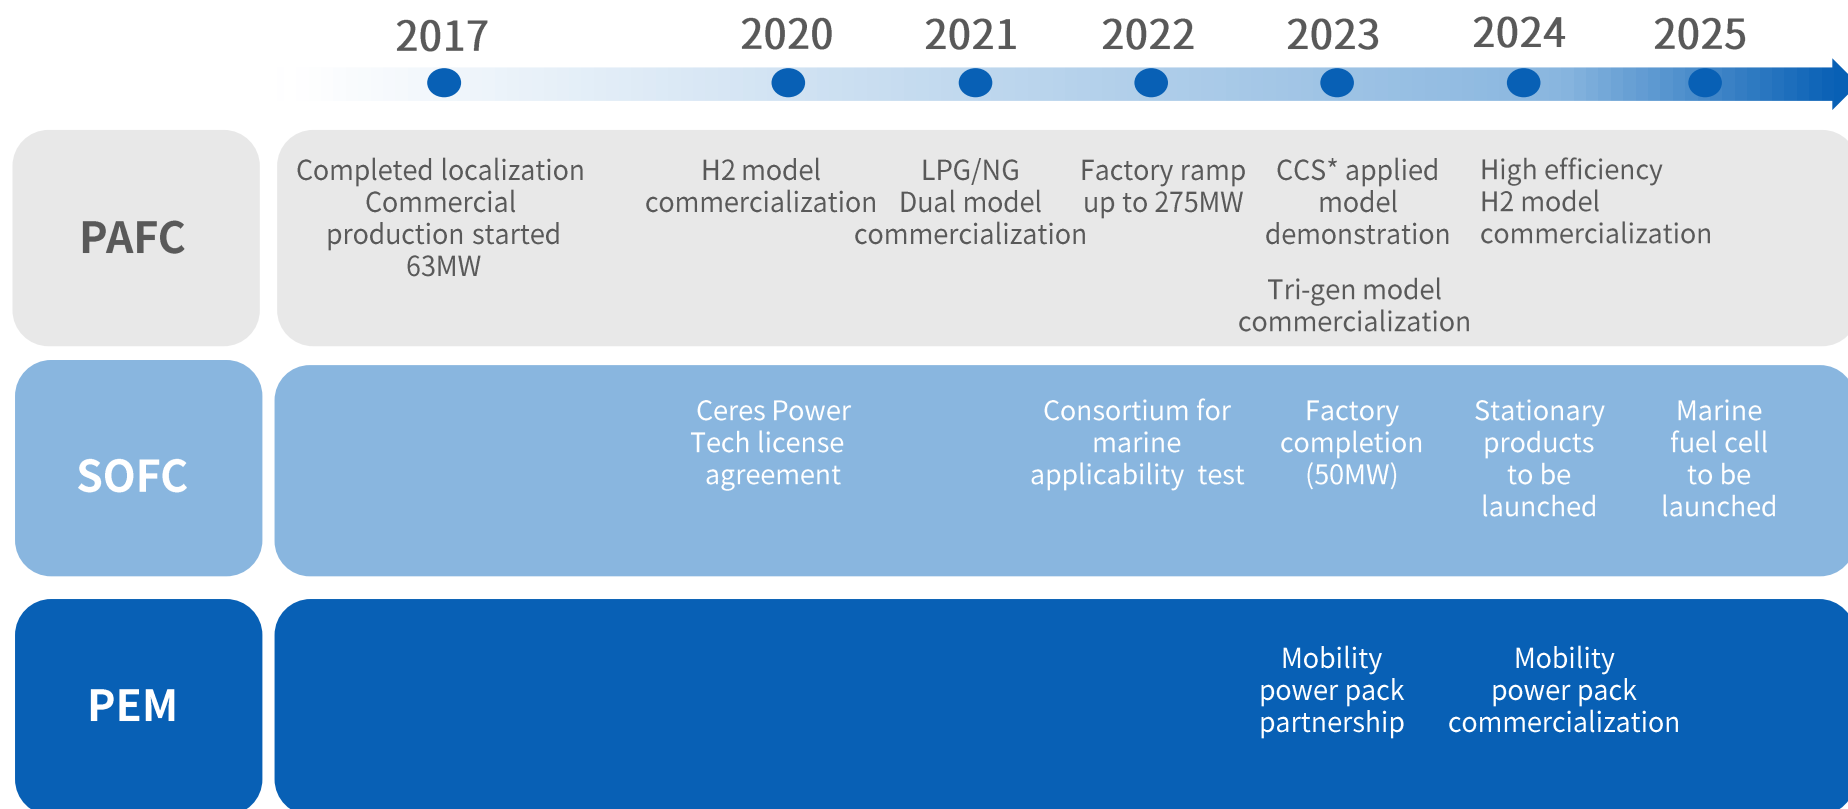 2017
2020
2021
2022
2023
2024
2025
PAFC
Completed localization
Commercial
production started
63MW
H2 model
commercialization
LPG/NG
Dual model
commercialization
Factory ramp
up to 275MW
CCS* applied
model
demonstration
Tri-gen model
commercialization
High efficiency
H2 model
commercialization
SOFC
Ceres Power
Tech license
agreement
Consortium for
marine
applicability test
Factory
completion
(50MW)
Stationary
products
to be
launched
Marine
fuel cell
to be
launched
PEM
Mobility
power pack
partnership
Mobility
power pack
commercialization